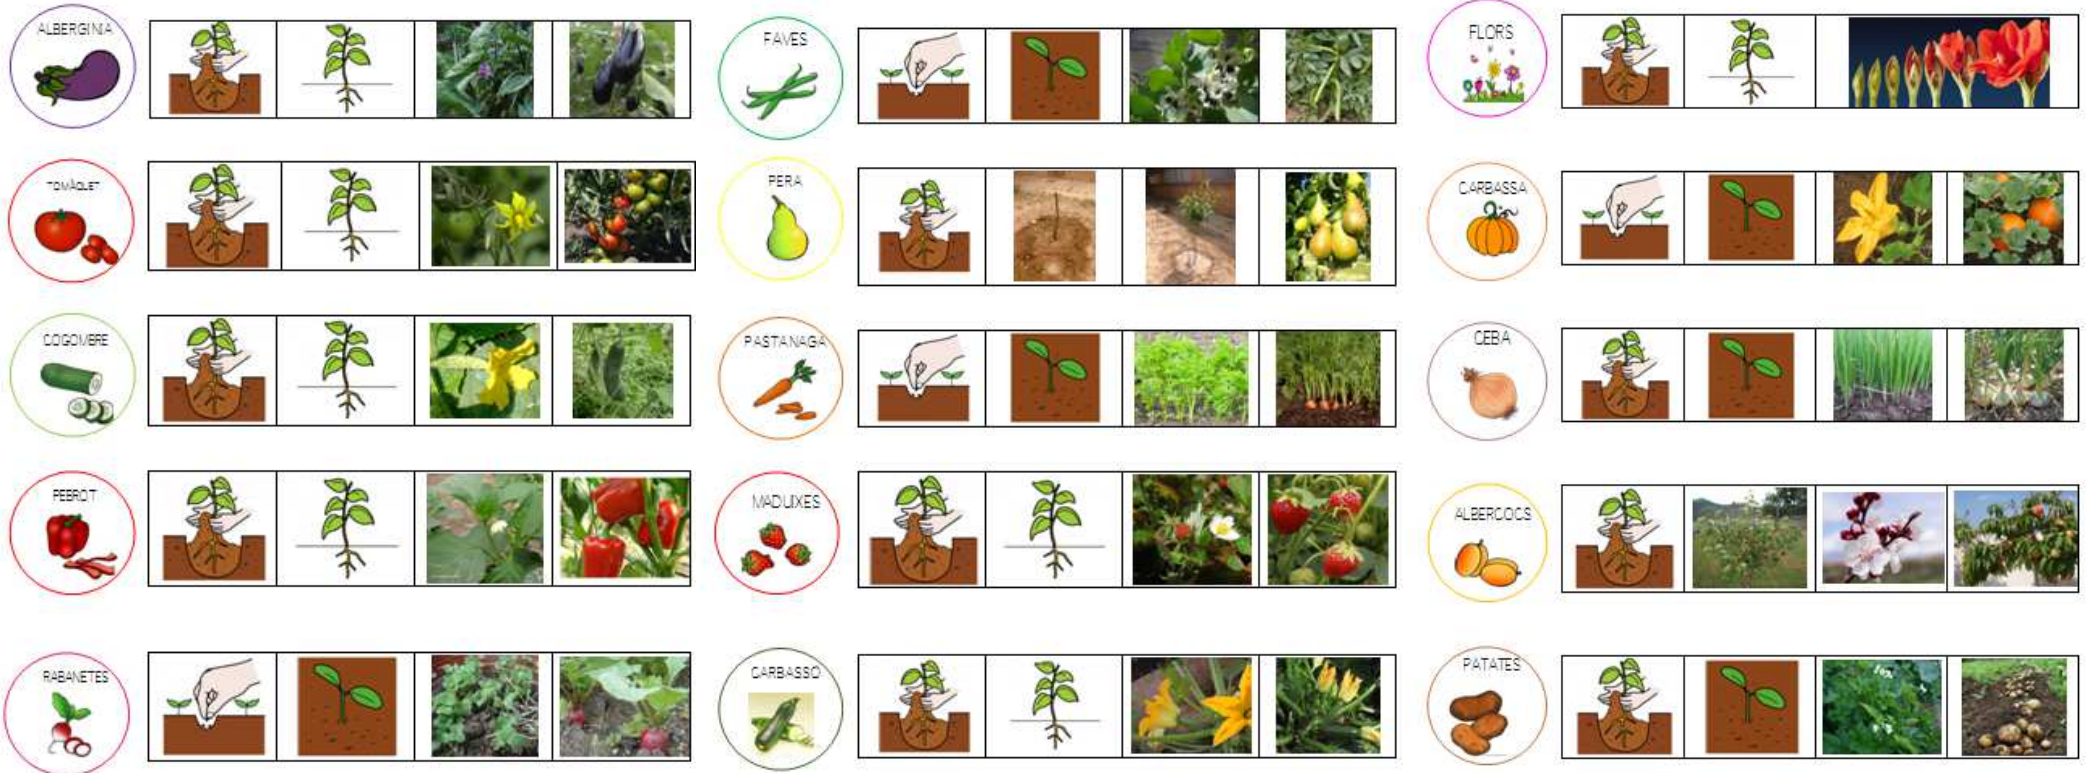 ALBERGINIA
TOMÀQUET
COGOMBRE
PEBROT
RABANETES
FAVES
PERA
PASTANAGA
MADUIXES
CARBASSÓ
FLORS
CARBASSA
CEBA
ALBERCOCS
PATATES